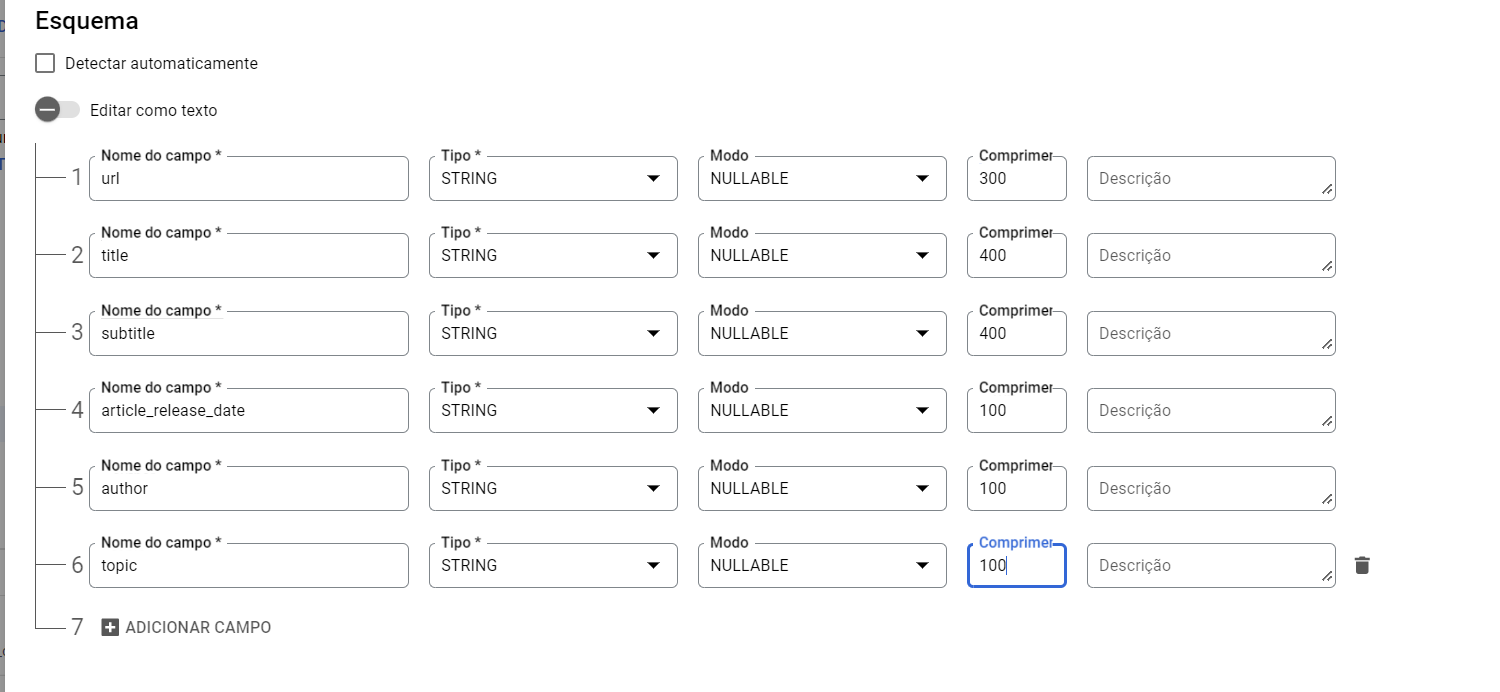 Esquema
Detectar automaticamente
Editar como texto
Nome do campo * Tipo * Modo Comprimer
1 url STRING NULLABLE 300 Descrição
Nome do campo * Tipo * Modo Comprimer
2 title STRING NULLABLE 400 Descrição
Nome do campo * Tipo * Modo Comprimer
3 subtitle STRING NULLABLE 400 Descrição
Nome do campo * Tipo * Modo Comprimer
4 article_release_date STRING NULLABLE 100 Descrição
Nome do campo * Tipo * Modo Comprimer
5 author STRING NULLABLE 100 Descrição
Nome do campo * Tipo * Modo Comprimer
6 topic STRING NULLABLE 100 Descrição
7 ADICIONAR CAMPO